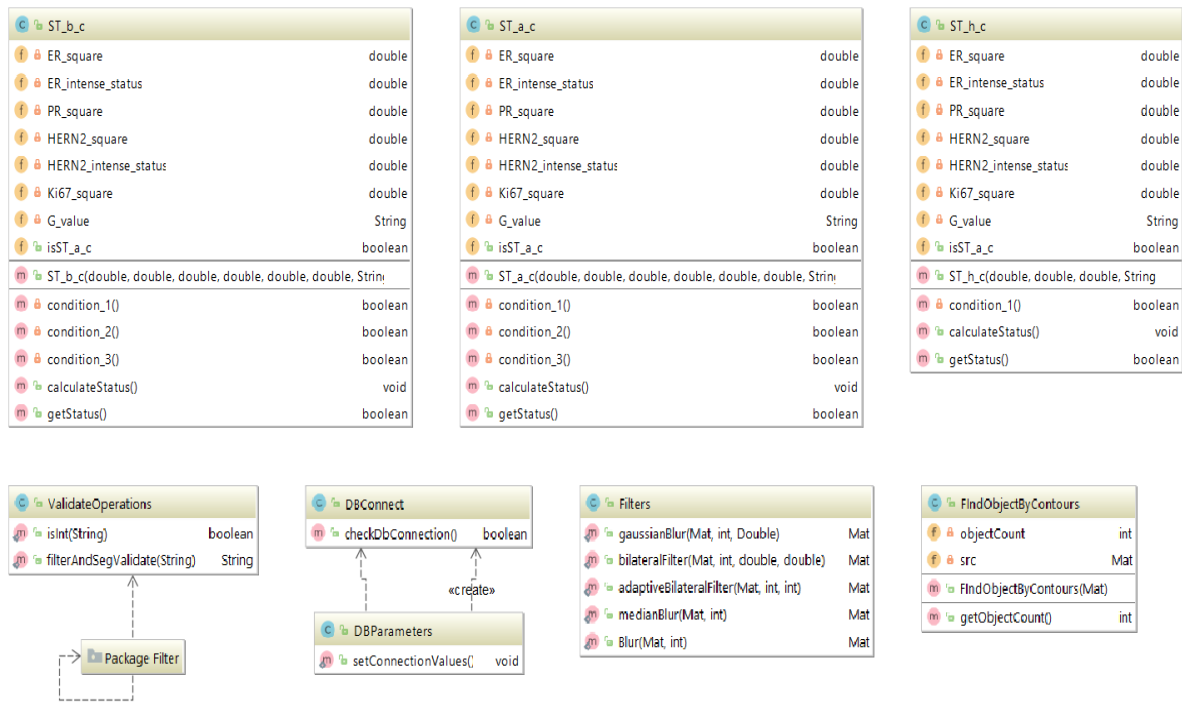 ST_b_c
ER_square double
ER_intense_status double
PR_square double
HERN2_square double
HERN2_intense_status double
Ki67_square double
G_value String
isST_a_c boolean
ST_b_c(double, double, double, double, double, double, String
condition_1() boolean
condition_2() boolean
condition_3() boolean
calculateStatus() void
getStatus() boolean
ST_a_c
ER_square double
ER_intense_status double
PR_square double
HERN2_square double
HERN2_intense_status double
Ki67_square double
G_value String
isST_a_c boolean
ST_a_c(double, double, double, double, double, double, String
condition_1() boolean
condition_2() boolean
condition_3() boolean
calculateStatus() void
getStatus() boolean
ST_h_c
ER_square double
ER_intense_status double
PR_square double
HERN2_square double
HERN2_intense_status double
Ki67_square double
G_value String
isST_a_c boolean
ST_h_c(double, double, double, String
condition_1() boolean
calculateStatus() void
getStatus() boolean
ValidateOperations
isInt(String) boolean
filterAndSegValidate(String) String
Package Filter
DBConnect
checkDbConnection() boolean
«create»
DBParameters
setConnectionValues() void
Filters
gaussianBlur(Mat, int, Double) Mat
bilateralFilter(Mat, int, double, double) Mat
adaptiveBilateralFilter(Mat, int, int) Mat
medianBlur(Mat, int) Mat
Blur(Mat, int) Mat
FIndObjectByContours
objectCount int
src Mat
FIndObjectByContours(Mat)
getObjectCount() int